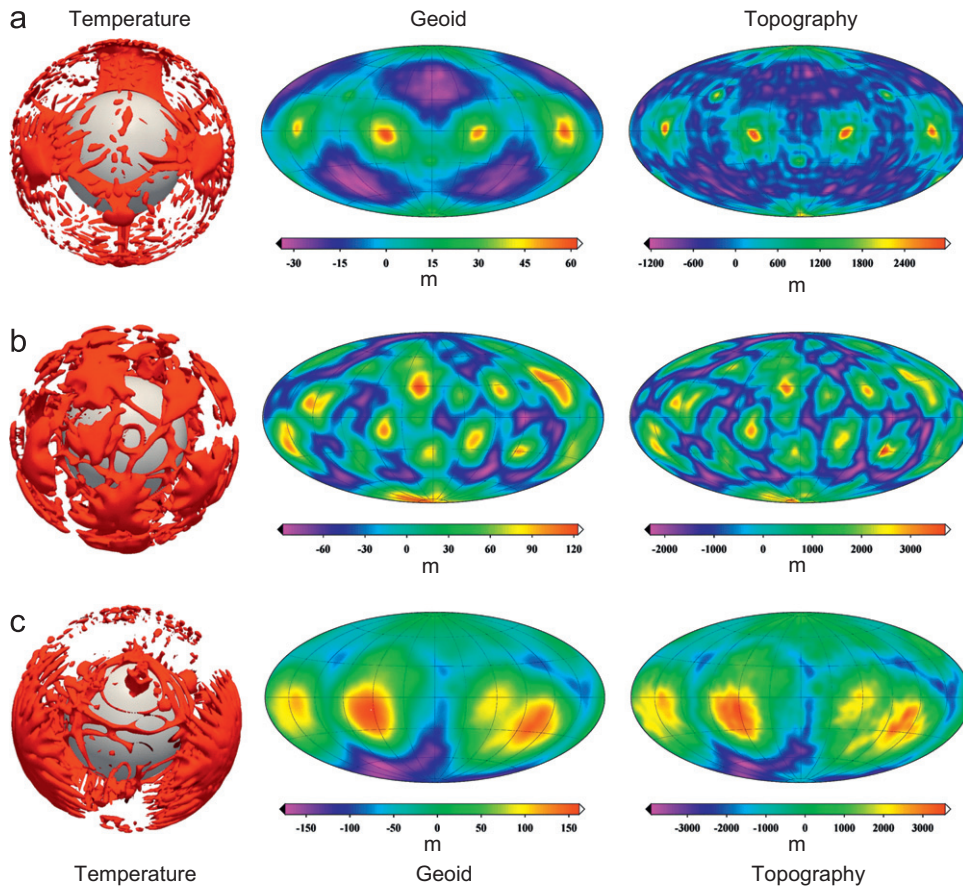 a Temperature Geoid Topography
-30 -15 0 15 30 45 60
m
-1200 -600 0 600 1600 2400
m
b
-60 -30 0 30 60 90 120
m
-2000 -1000 0 1000 2000 3000
m
c
-150 -100 -50 0 50 100 150
m
-3000 -2000 -1000 0 1000 2000 3000
m
Temperature Geoid Topography